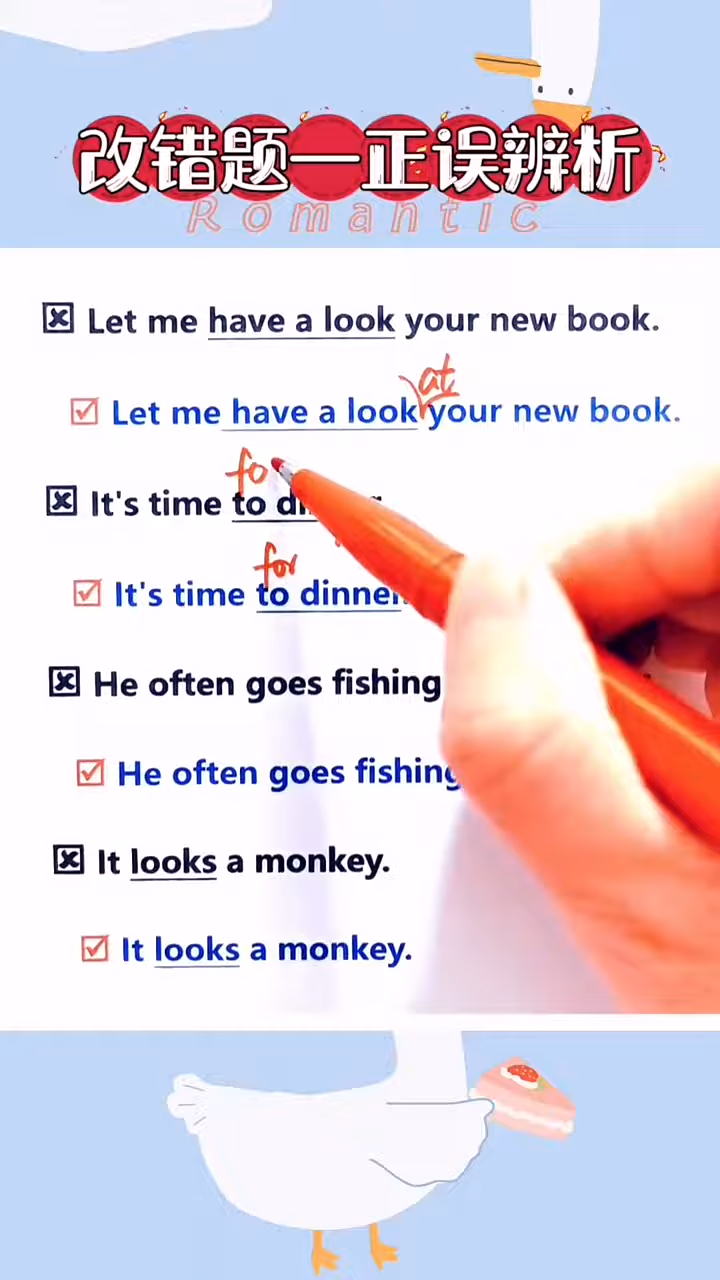 改错题—正误辨析
Romantic
Let me have a look your new book.
at
Let me have a look your new book.
fo
It's time to
for
It's time to dinner.
He often goes fishing
He often goes fishing
It looks a monkey.
It looks a monkey.